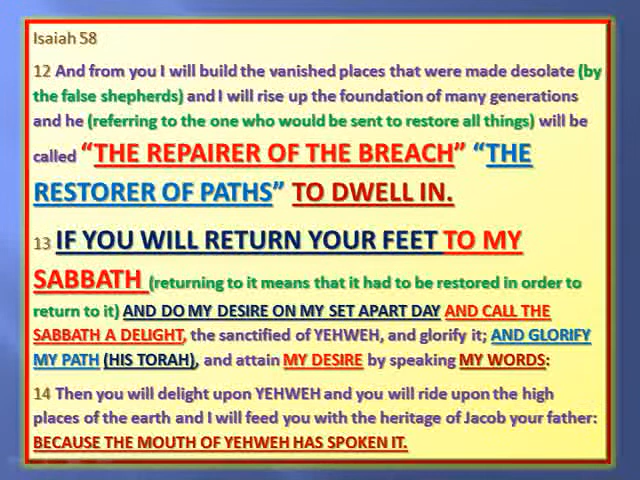 Isaiah 58
12 And from you I will build the vanished places that were made desolate (by
the false shepherds) and I will rise up the foundation of many generations
and he (referring to the one who would be sent to restore all things) will be
called “THE REPAIRER OF THE BREACH” “THE
RESTORER OF PATHS” TO DWELL IN.
13 IF YOU WILL RETURN YOUR FEET TO MY
SABBATH (returning to it means that it had to be restored in order to
return to it) AND DO MY DESIRE ON MY SET APART DAY AND CALL THE
SABBATH A DELIGHT, the sanctified of YEHWEH, and glorify it; AND GLORIFY
MY PATH (HIS TORAH), and attain MY DESIRE by speaking MY WORDS:
14 Then you will delight upon YEHWEH and you will ride upon the high
places of the earth and I will feed you with the heritage of Jacob your father:
BECAUSE THE MOUTH OF YEHWEH HAS SPOKEN IT.